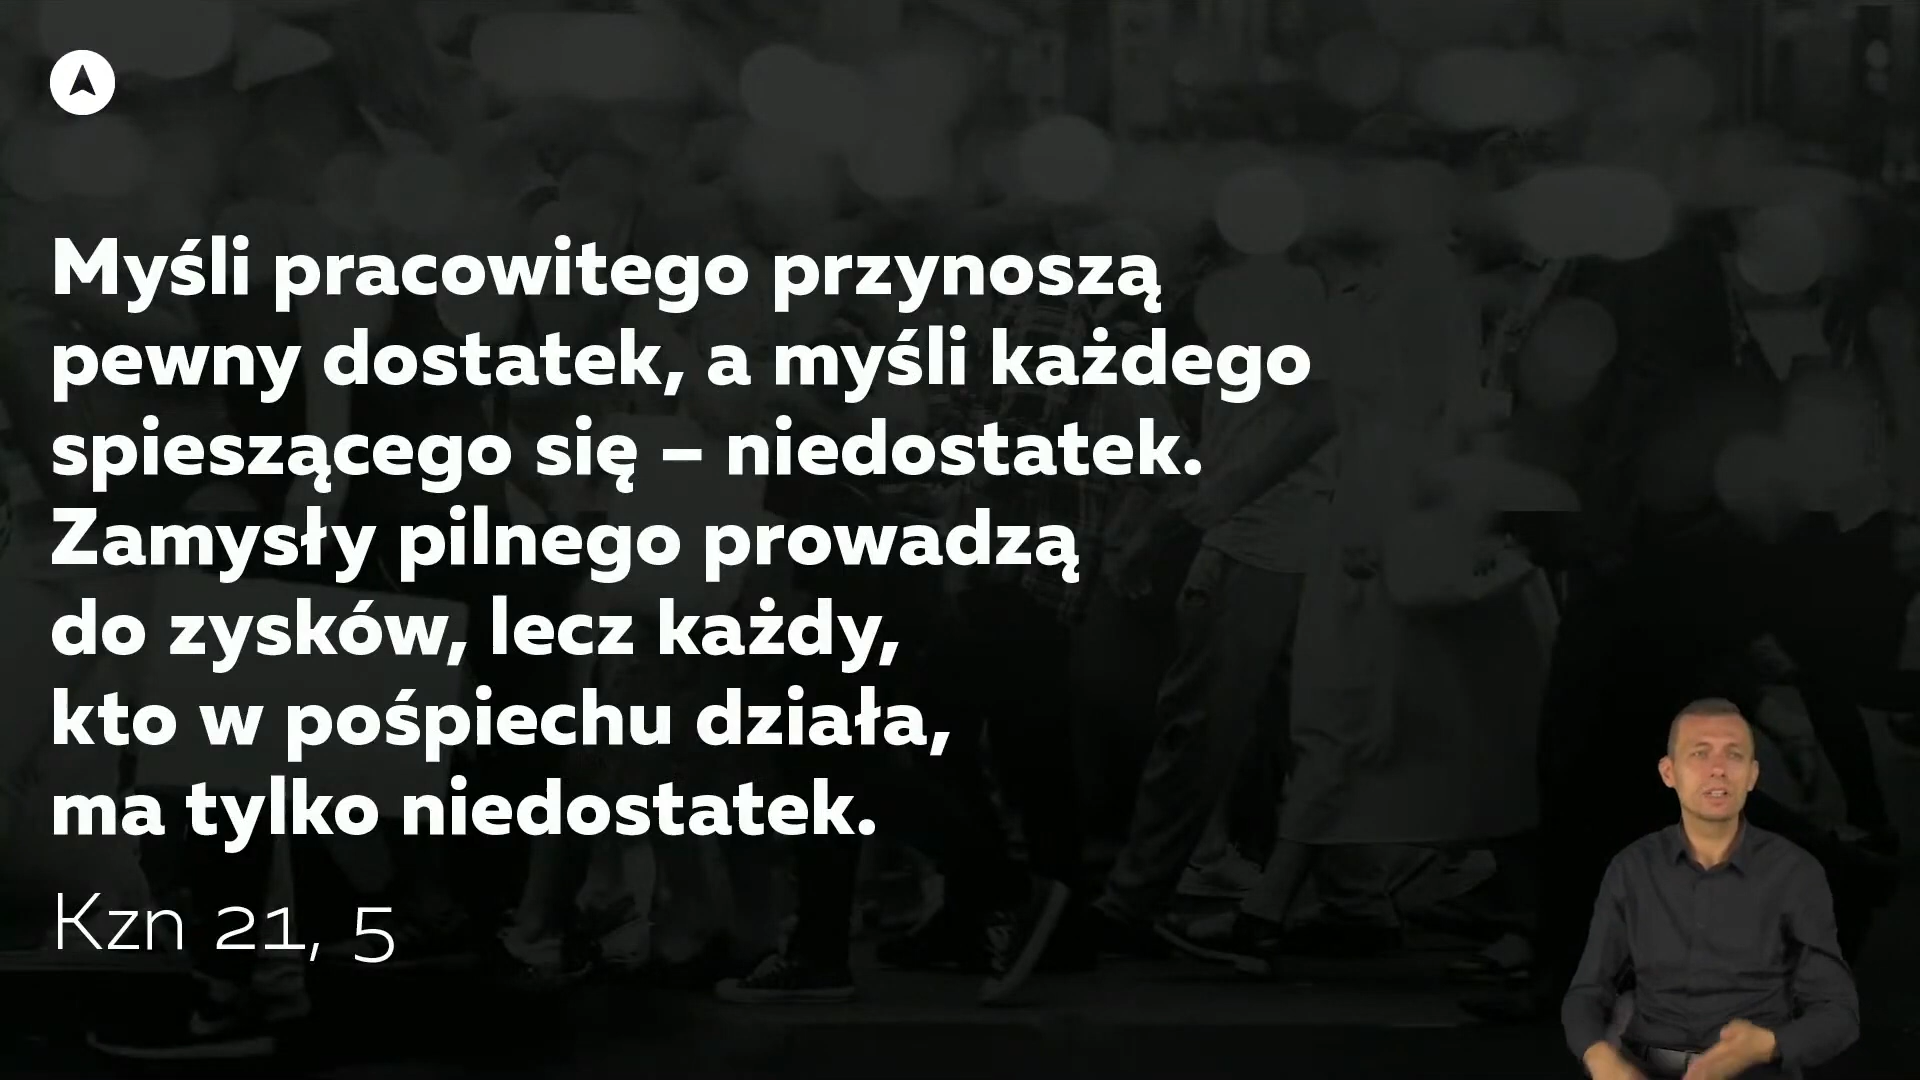 Myśli pracowitego przynoszą
pewny dostatek, a myśli każdego
spieszącego się – niedostatek.
Zamysły pilnego prowadzą
do zysków, lecz każdy,
kto w pośpiechu działa,
ma tylko niedostatek.
Kzn 21, 5